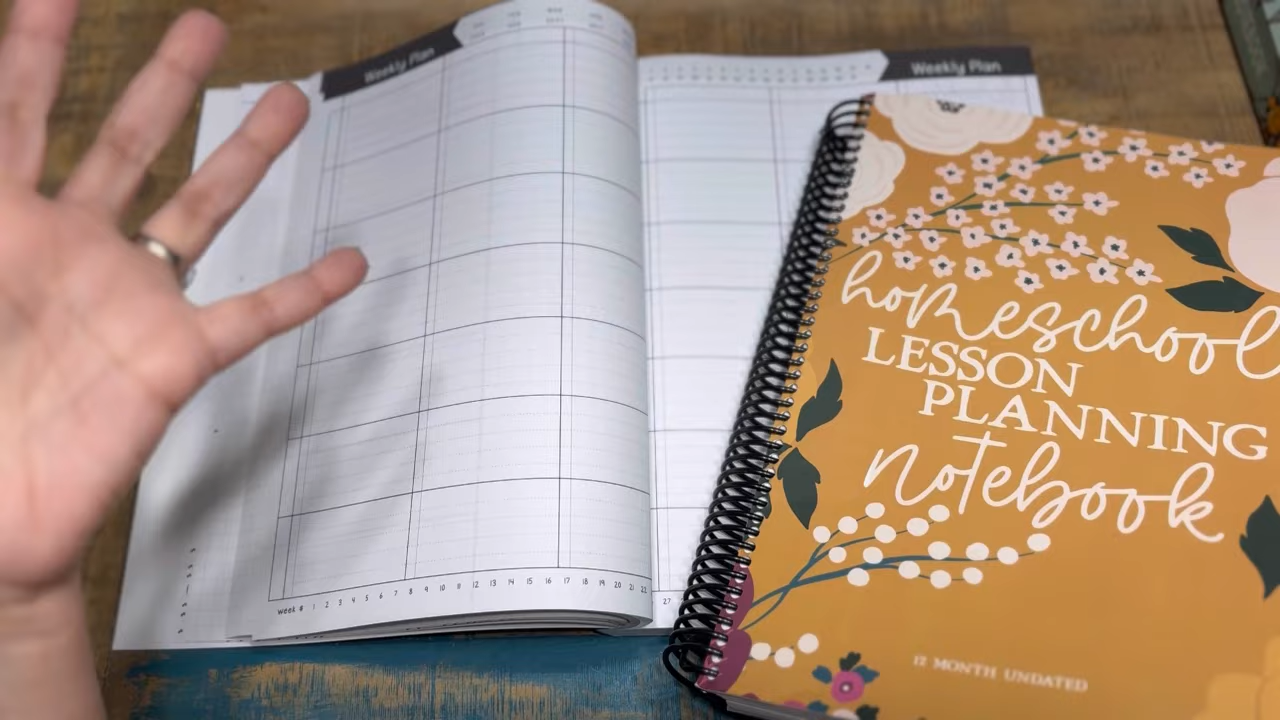 Weekly Plan
Weekly Plan
Week # 1 2 3 4 5 6 7 8 9 10 11 12 13 14 15 16 17 18 19 20 21 22
27
homeschool
LESSON
PLANNING
notebook
12 MONTH UNDATED